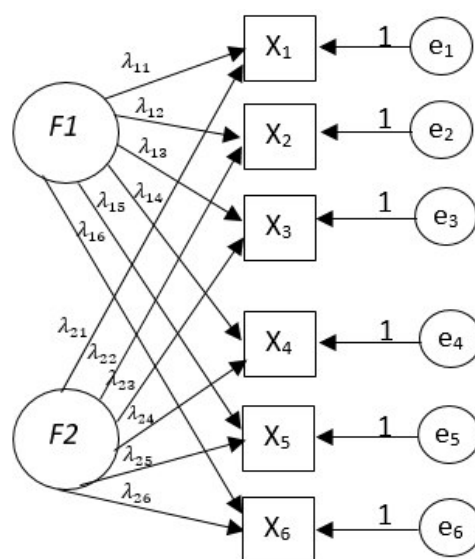 X₁ 1 e₁
λ₁₁
λ₁₂
F1
X₂ 1 e₂
λ₁₃
λ₁₄
λ₁₅
λ₁₆
X₃ 1 e₃
λ₂₁
λ₂₂
λ₂₃
X₄ 1 e₄
λ₂₄
F2
λ₂₅
λ₂₆
X₅ 1 e₅
X₆ 1 e₆